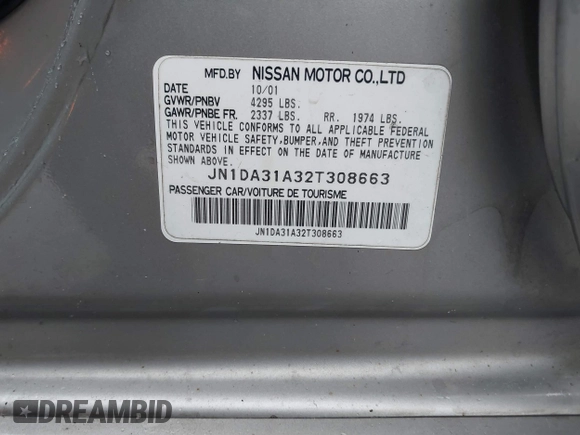 MFD.BY NISSAN MOTOR CO.,LTD
DATE 10/01
GVWR/PNBV 4295 LBS.
GAWR/PNBE FR. 2337 LBS. RR. 1974 LBS.
THIS VEHICLE CONFORMS TO ALL APPLICABLE FEDERAL
MOTOR VEHICLE SAFETY,BUMPER,AND THEFT PREVENTION
STANDARDS IN EFFECT ON THE DATE OF MANUFACTURE
SHOWN ABOVE.
JN1DA31A32T308663
PASSENGER CAR/VOITURE DE TOURISME
JN1DA31A32T308663
DREAMBID